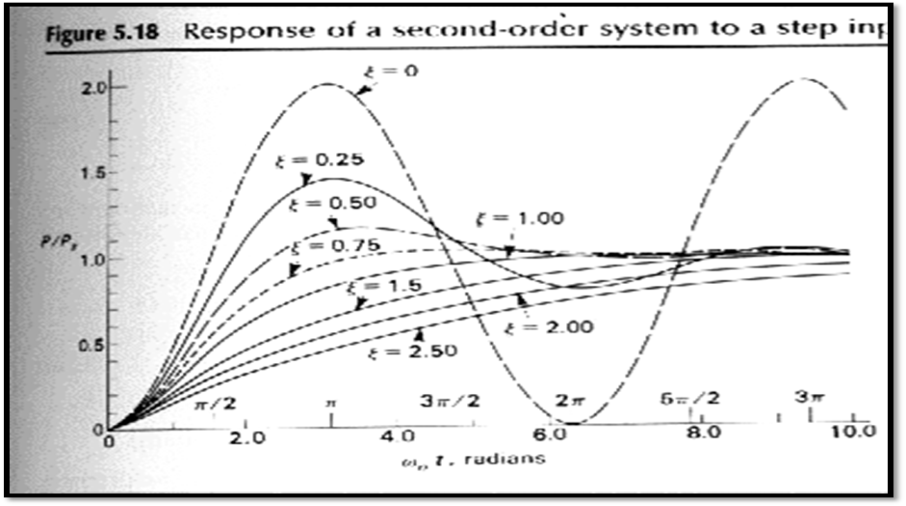 Figure 5.18 Response of a second-order system to a step inp
ξ = 0
2.0
ξ = 0.25
1.5
ξ = 0.50
ξ = 1.00
P/Ps
ξ = 0.75
1.0
ξ = 1.5
ξ = 2.00
0.5
ξ = 2.50
π/2 π 3π/2 2π 5π/2 3π
0
0 2.0 4.0 6.0 8.0 10.0
ωn t, radians